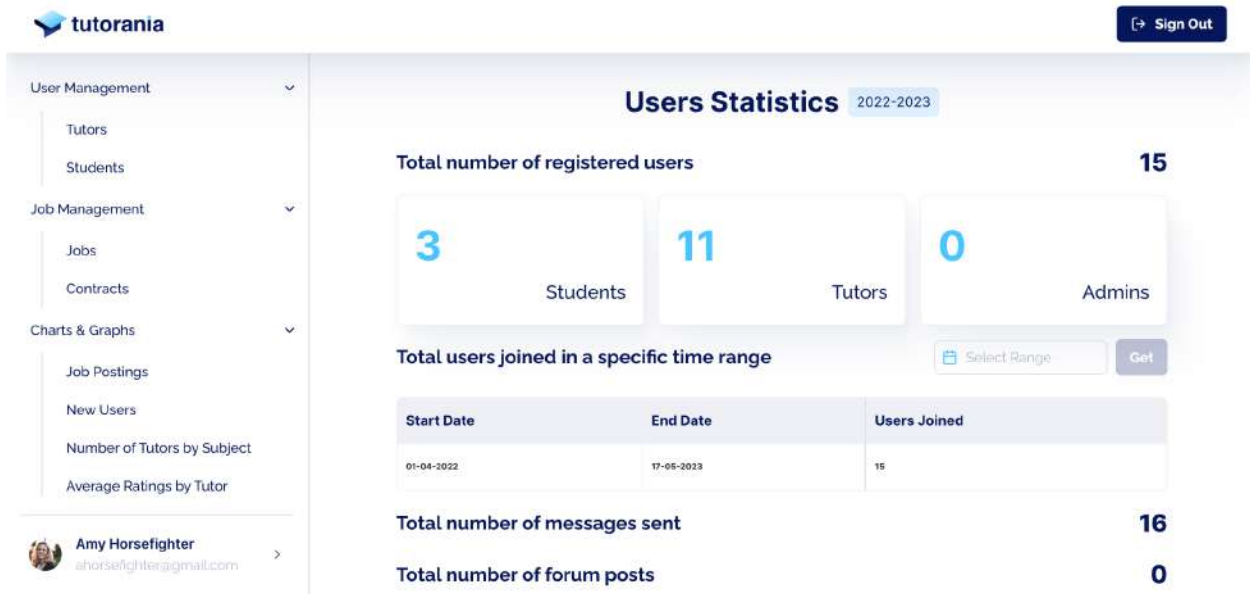 tutorania
Sign Out
User Management
Tutors
Students
Job Management
Jobs
Contracts
Charts & Graphs
Job Postings
New Users
Number of Tutors by Subject
Average Ratings by Tutor
Amy Horsefighter
ahorsefighter@gmail.com
Users Statistics 2022-2023
Total number of registered users 15
3 11 0
Students Tutors Admins
Total users joined in a specific time range Select Range Get
Start Date End Date Users Joined
01-04-2022 17-05-2023 15
Total number of messages sent 16
Total number of forum posts 0